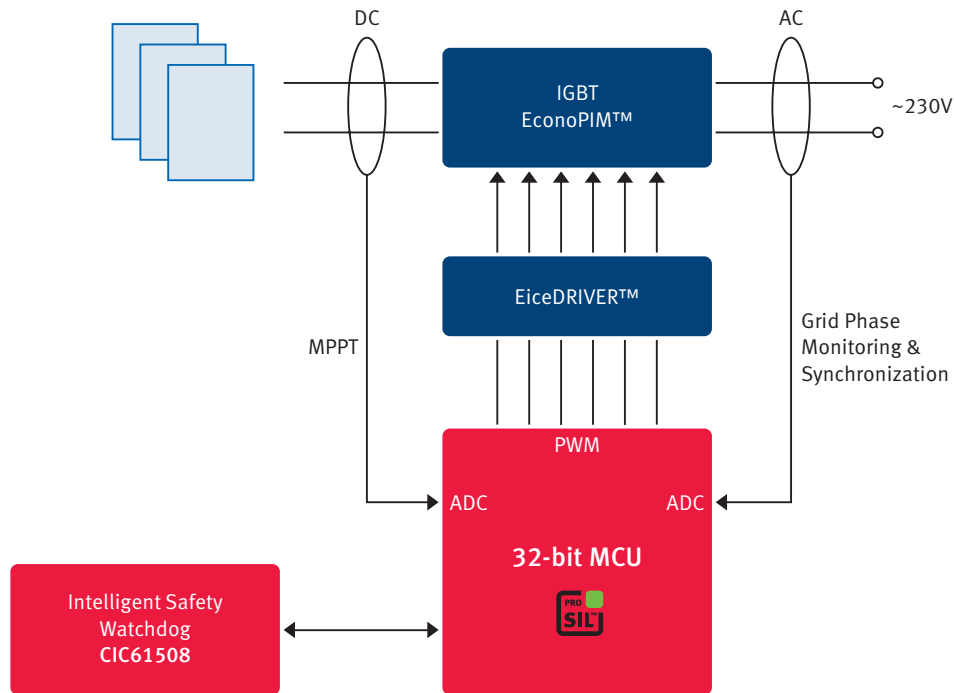 DC
AC
IGBT
EconoPIM™
~230V
EiceDRIVER™
MPPT
Grid Phase
Monitoring &
Synchronization
PWM
ADC
ADC
32-bit MCU
PRO
SIL™
Intelligent Safety
Watchdog
CIC61508